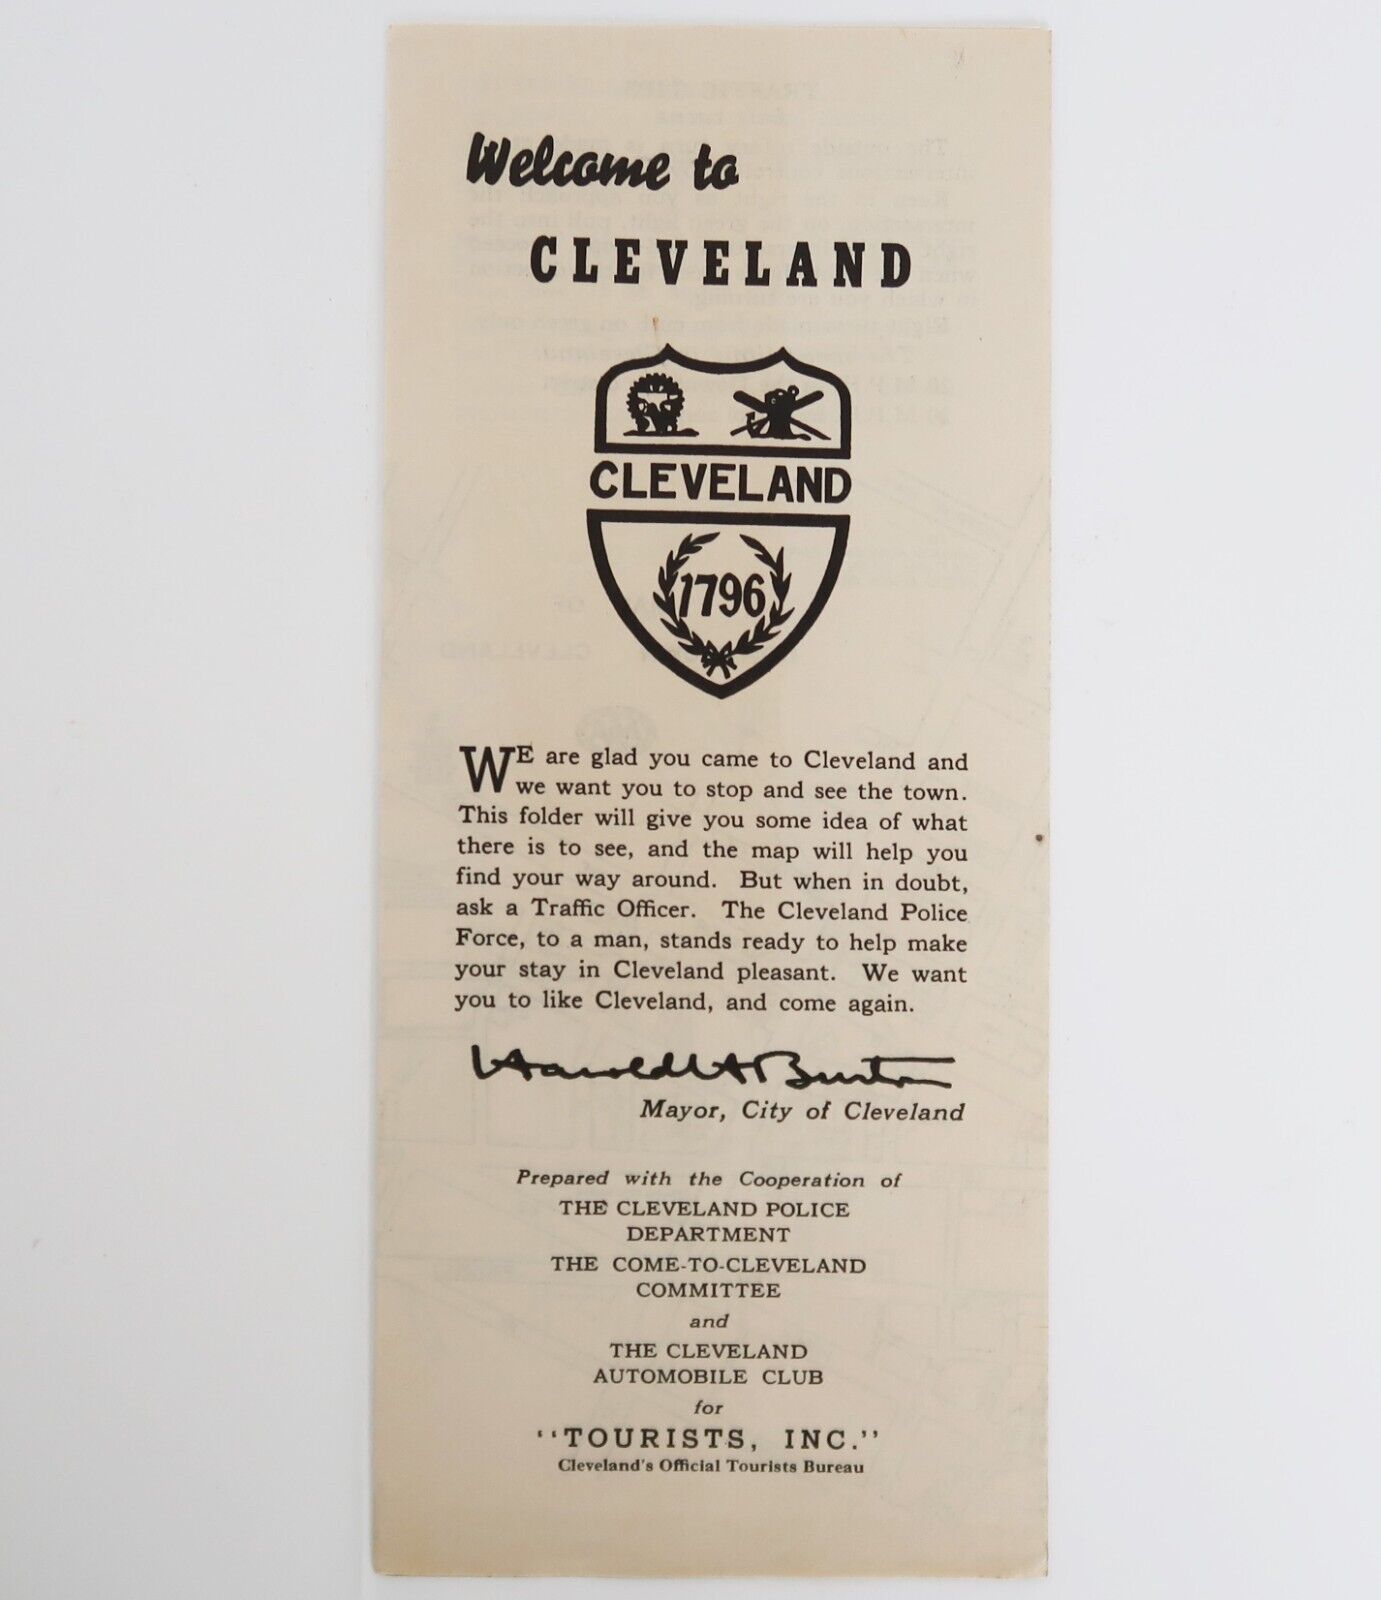 Welcome to
CLEVELAND
CLEVELAND
1796
WE are glad you came to Cleveland and
we want you to stop and see the town.
This folder will give you some idea of what
there is to see, and the map will help you
find your way around. But when in doubt,
ask a Traffic Officer. The Cleveland Police
Force, to a man, stands ready to help make
your stay in Cleveland pleasant. We want
you to like Cleveland, and come again.
Harold H Burton
Mayor, City of Cleveland
Prepared with the Cooperation of
THE CLEVELAND POLICE
DEPARTMENT
THE COME-TO-CLEVELAND
COMMITTEE
and
THE CLEVELAND
AUTOMOBILE CLUB
for
"TOURISTS, INC."
Cleveland's Official Tourists Bureau